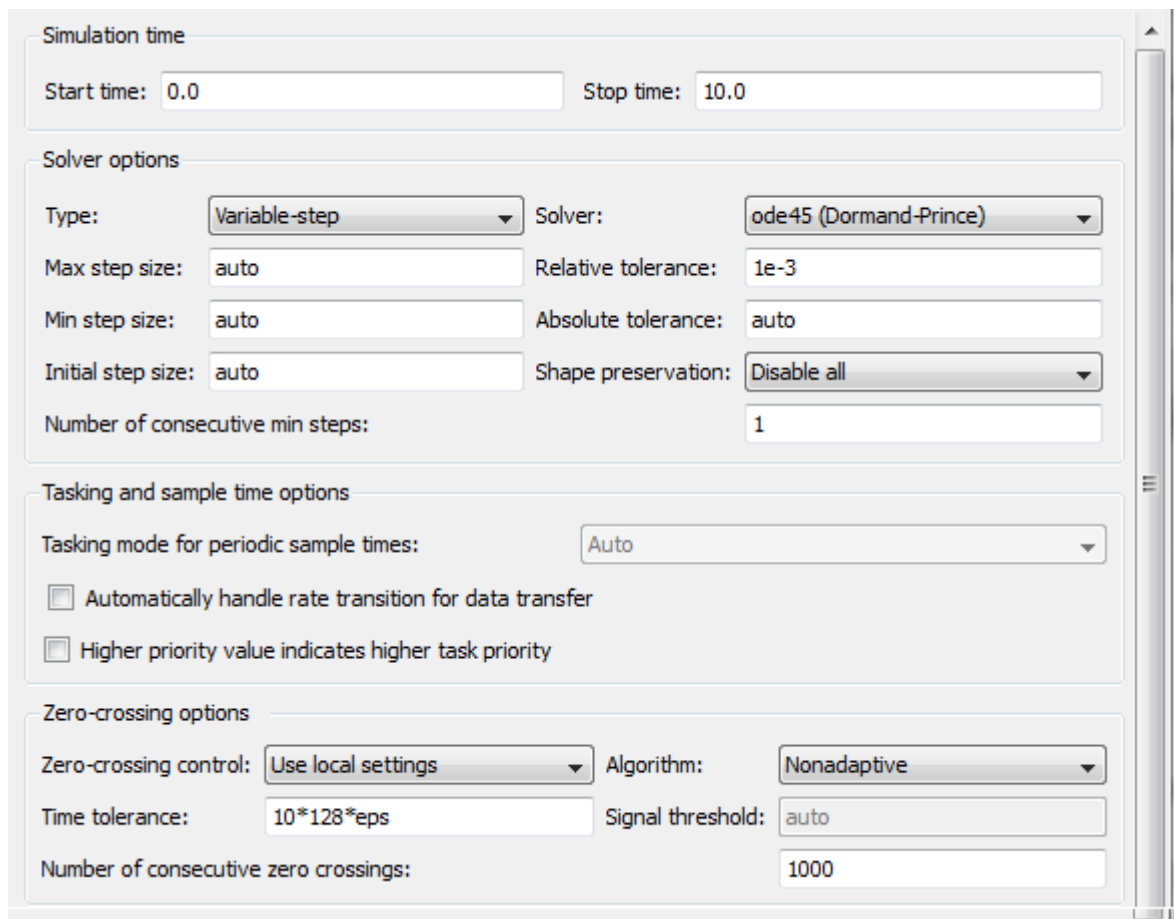 Simulation time
Start time: 0.0 Stop time: 10.0
Solver options
Type: Variable-step Solver: ode45 (Dormand-Prince)
Max step size: auto Relative tolerance: 1e-3
Min step size: auto Absolute tolerance: auto
Initial step size: auto Shape preservation: Disable all
Number of consecutive min steps: 1
Tasking and sample time options
Tasking mode for periodic sample times: Auto
Automatically handle rate transition for data transfer
Higher priority value indicates higher task priority
Zero-crossing options
Zero-crossing control: Use local settings Algorithm: Nonadaptive
Time tolerance: 10*128*eps Signal threshold: auto
Number of consecutive zero crossings: 1000